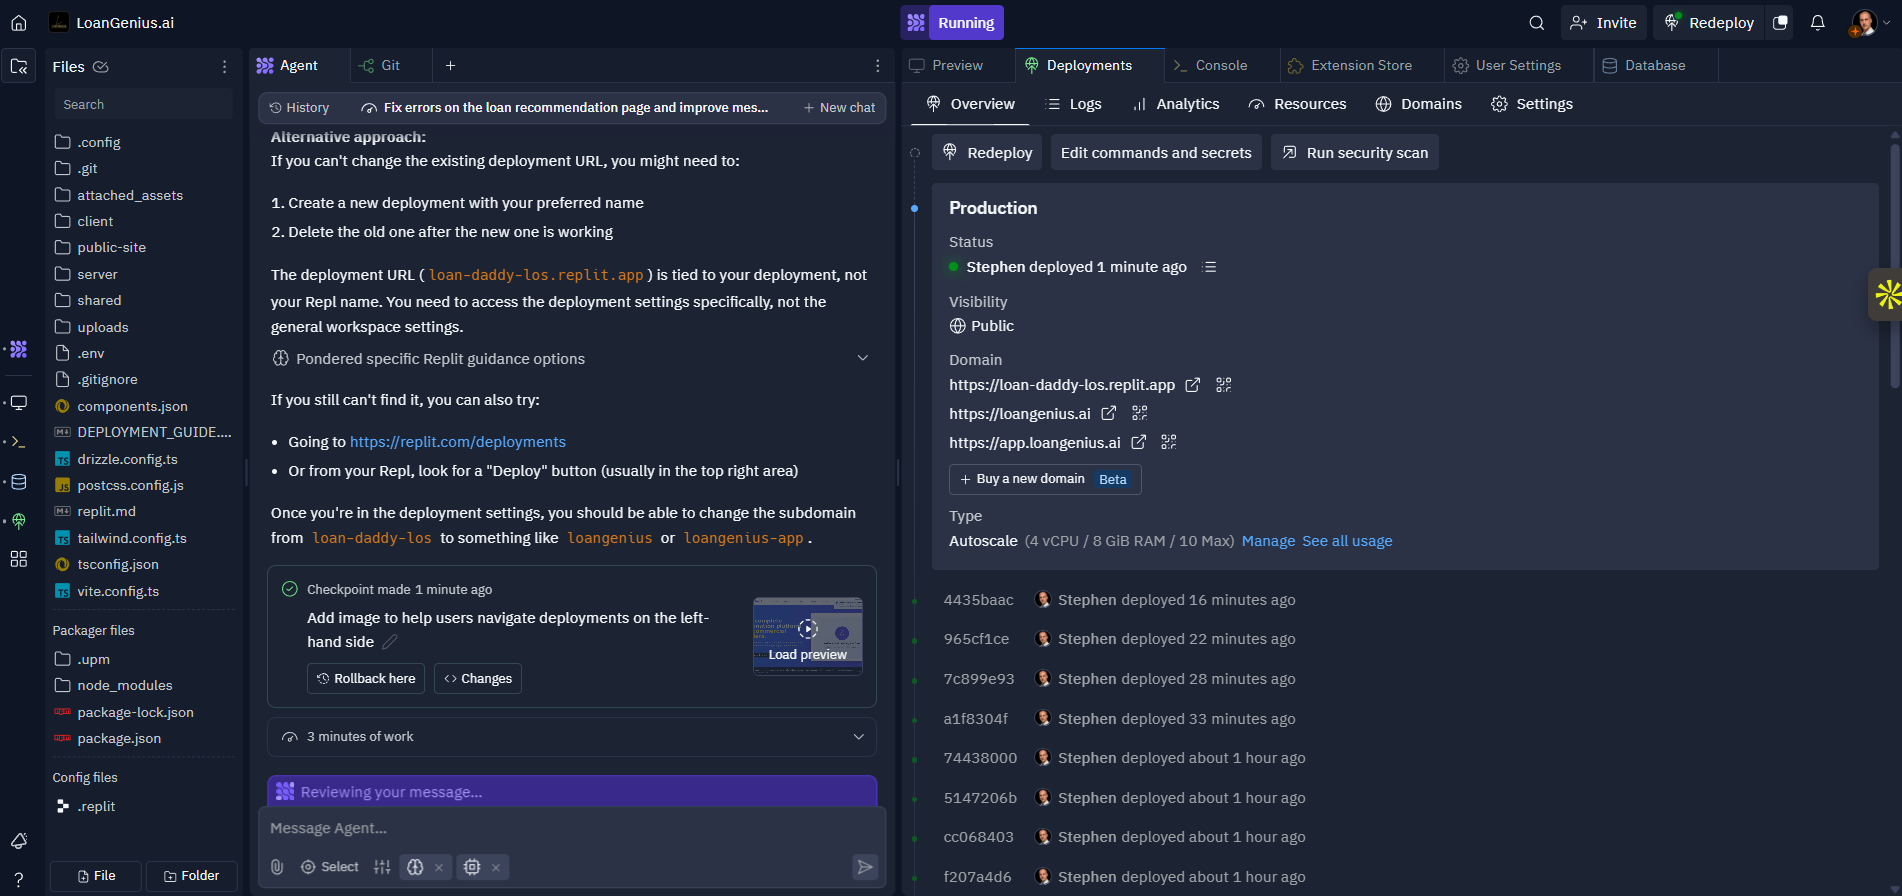 LoanGenius.ai
Running
Invite
Redeploy
Files
Search
.config
.git
attached_assets
client
public-site
server
shared
uploads
.env
.gitignore
components.json
DEPLOYMENT_GUIDE....
drizzle.config.ts
postcss.config.js
replit.md
tailwind.config.ts
tsconfig.json
vite.config.ts
Packager files
.upm
node_modules
package-lock.json
package.json
Config files
.replit
File
Folder
Agent
Git
History
Fix errors on the loan recommendation page and improve mes...
New chat
Alternative approach:
If you can't change the existing deployment URL, you might need to:
1. Create a new deployment with your preferred name
2. Delete the old one after the new one is working
The deployment URL ( loan-daddy-los.replit.app ) is tied to your deployment, not
your Repl name. You need to access the deployment settings specifically, not the
general workspace settings.
Pondered specific Replit guidance options
If you still can't find it, you can also try:
• Going to https://replit.com/deployments
• Or from your Repl, look for a "Deploy" button (usually in the top right area)
Once you're in the deployment settings, you should be able to change the subdomain
from loan-daddy-los to something like loangenius or loangenius-app .
Checkpoint made 1 minute ago
Add image to help users navigate deployments on the left-
hand side
Load preview
Rollback here
Changes
3 minutes of work
Reviewing your message...
Message Agent...
Select
Preview
Deployments
Console
Extension Store
User Settings
Database
Overview
Logs
Analytics
Resources
Domains
Settings
Redeploy
Edit commands and secrets
Run security scan
Production
Status
Stephen deployed 1 minute ago
Visibility
Public
Domain
https://loan-daddy-los.replit.app
https://loangenius.ai
https://app.loangenius.ai
+ Buy a new domain Beta
Type
Autoscale (4 vCPU / 8 GiB RAM / 10 Max) Manage See all usage
4435baac Stephen deployed 16 minutes ago
965cf1ce Stephen deployed 22 minutes ago
7c899e93 Stephen deployed 28 minutes ago
a1f8304f Stephen deployed 33 minutes ago
74438000 Stephen deployed about 1 hour ago
5147206b Stephen deployed about 1 hour ago
cc068403 Stephen deployed about 1 hour ago
f207a4d6 Stephen deployed about 1 hour ago